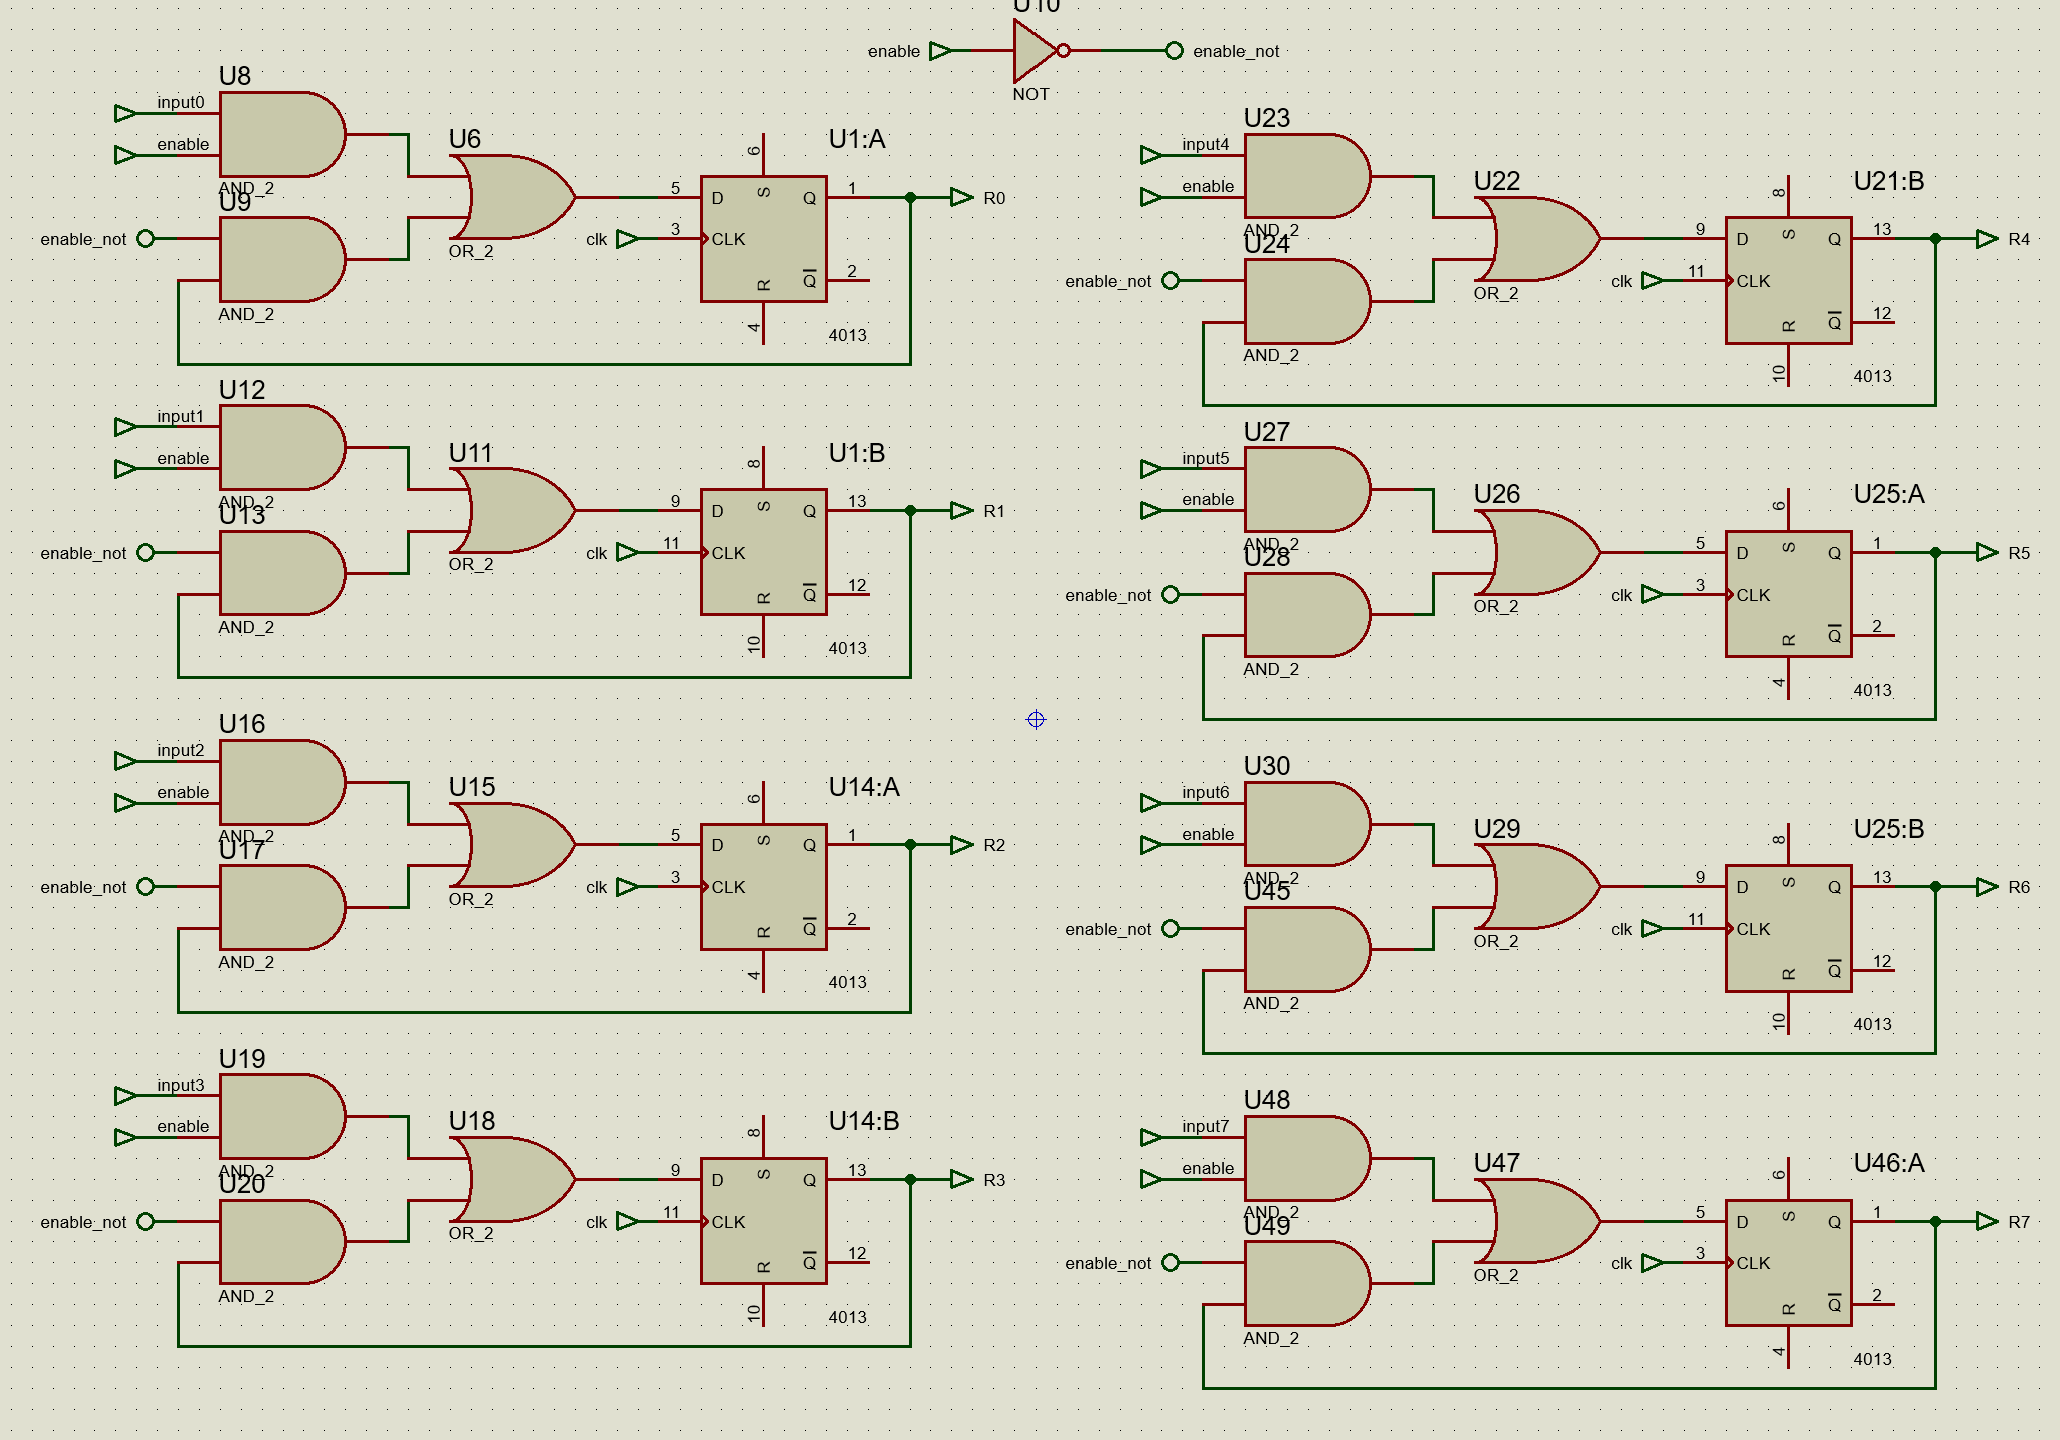 U10
enable
enable_not
NOT
U8
input0
enable
AND_2
U9
enable_not
AND_2
U6
OR_2
U1:A
6
5
D
S
Q
1
R0
clk
3
CLK
2
Q
R
4
4013
U12
input1
enable
AND_2
U13
enable_not
AND_2
U11
OR_2
U1:B
8
9
D
S
Q
13
R1
clk
11
CLK
12
Q
R
10
4013
U16
input2
enable
AND_2
U17
enable_not
AND_2
U15
OR_2
U14:A
6
5
D
S
Q
1
R2
clk
3
CLK
2
Q
R
4
4013
U19
input3
enable
AND_2
U20
enable_not
AND_2
U18
OR_2
U14:B
8
9
D
S
Q
13
R3
clk
11
CLK
12
Q
R
10
4013
U23
input4
enable
AND_2
U24
enable_not
AND_2
U22
OR_2
U21:B
8
9
D
S
Q
13
R4
clk
11
CLK
12
Q
R
10
4013
U27
input5
enable
AND_2
U28
enable_not
AND_2
U26
OR_2
U25:A
6
5
D
S
Q
1
R5
clk
3
CLK
2
Q
R
4
4013
U30
input6
enable
AND_2
U45
enable_not
AND_2
U29
OR_2
U25:B
8
9
D
S
Q
13
R6
clk
11
CLK
12
Q
R
10
4013
U48
input7
enable
AND_2
U49
enable_not
AND_2
U47
OR_2
U46:A
6
5
D
S
Q
1
R7
clk
3
CLK
2
Q
R
4
4013